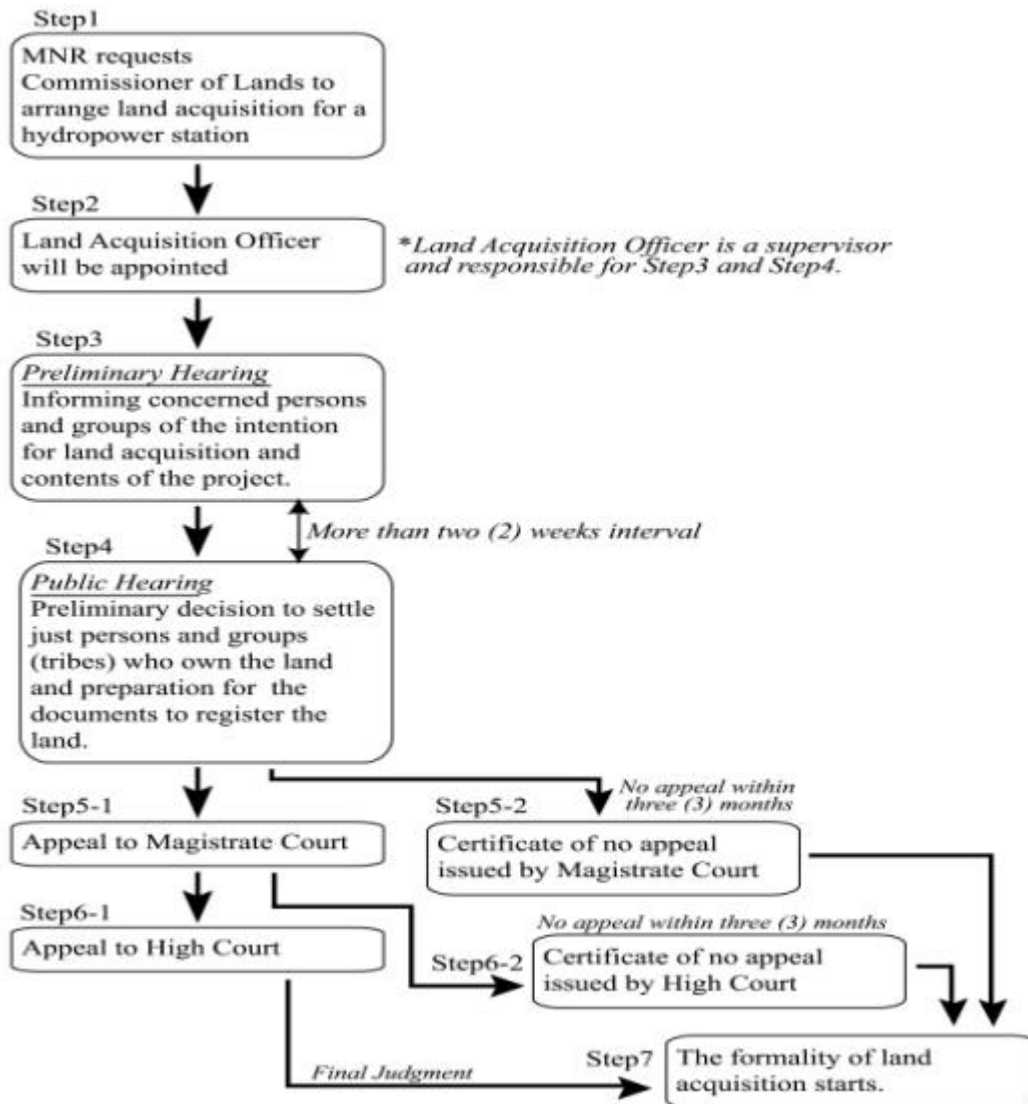 Step1
MNR requests
Commissioner of Lands to
arrange land acquisition for a
hydropower station
Step2
Land Acquisition Officer
will be appointed
*Land Acquisition Officer is a supervisor
and responsible for Step3 and Step4.
Step3
Preliminary Hearing
Informing concerned persons
and groups of the intention
for land acquisition and
contents of the project.
More than two (2) weeks interval
Step4
Public Hearing
Preliminary decision to settle
just persons and groups
(tribes) who own the land
and preparation for the
documents to register the
land.
No appeal within
three (3) months
Step5-1
Appeal to Magistrate Court
Step5-2
Certificate of no appeal
issued by Magistrate Court
Step6-1
Appeal to High Court
No appeal within three (3) months
Step6-2
Certificate of no appeal
issued by High Court
Final Judgment
Step7
The formality of land
acquisition starts.